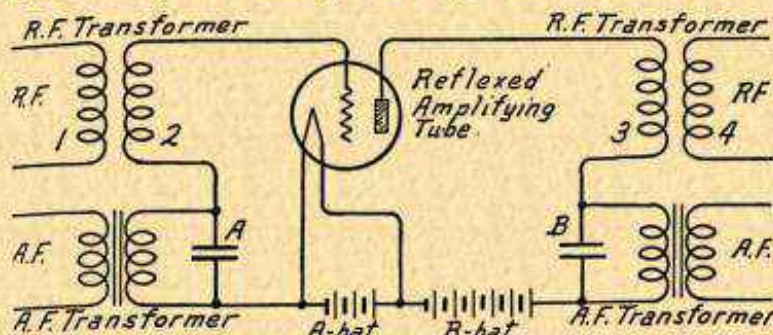 R.F. Transformer
R.F. Transformer
R.F.
1
2
Reflexed
Amplifying
Tube.
3
4
RF
A.F.
A
B
A.F.
A.F. Transformer
A-bat
B-bat
A.F. Transformer